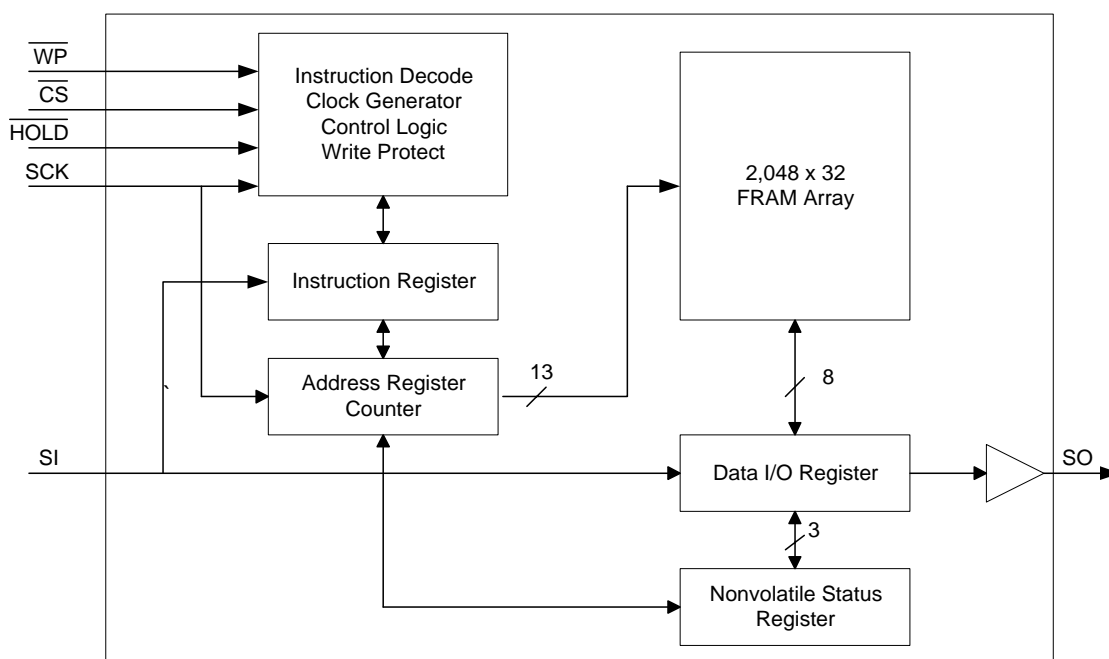 WP
CS
HOLD
SCK
Instruction Decode
Clock Generator
Control Logic
Write Protect
2,048 x 32
FRAM Array
Instruction Register
Address Register
Counter
13
8
`
SI
Data I/O Register
SO
3
Nonvolatile Status
Register